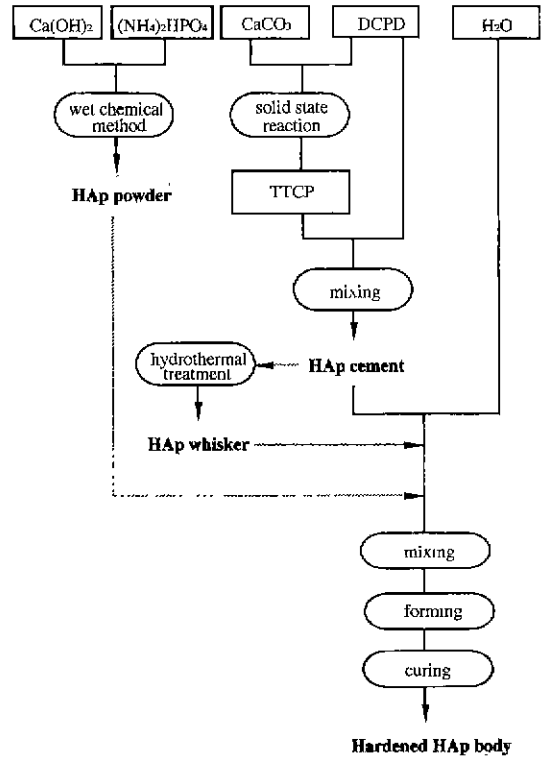 Ca(OH)2
(NH4)2HPO4
CaCO3
DCPD
H2O
wet chemical
method
solid state
reaction
HAp powder
TTCP
mixing
hydrothermal
treatment
HAp cement
HAp whisker
mixing
forming
curing
Hardened HAp body